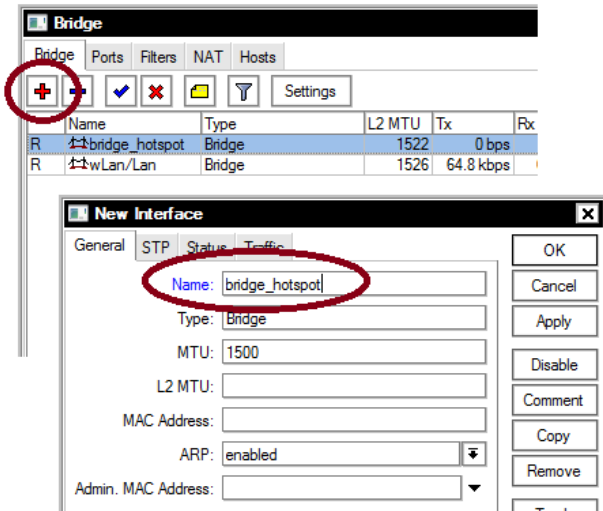 Bridge
Bridge Ports Filters NAT Hosts
Settings
Name Type L2 MTU Tx Rx
R bridge_hotspot Bridge 1522 0 bps
R wLan/Lan Bridge 1526 64.8 kbps
New Interface
General STP Status Traffic
OK
Name: bridge_hotspot
Cancel
Type: Bridge
Apply
MTU: 1500
Disable
L2 MTU:
Comment
MAC Address:
Copy
ARP: enabled
Remove
Admin. MAC Address: